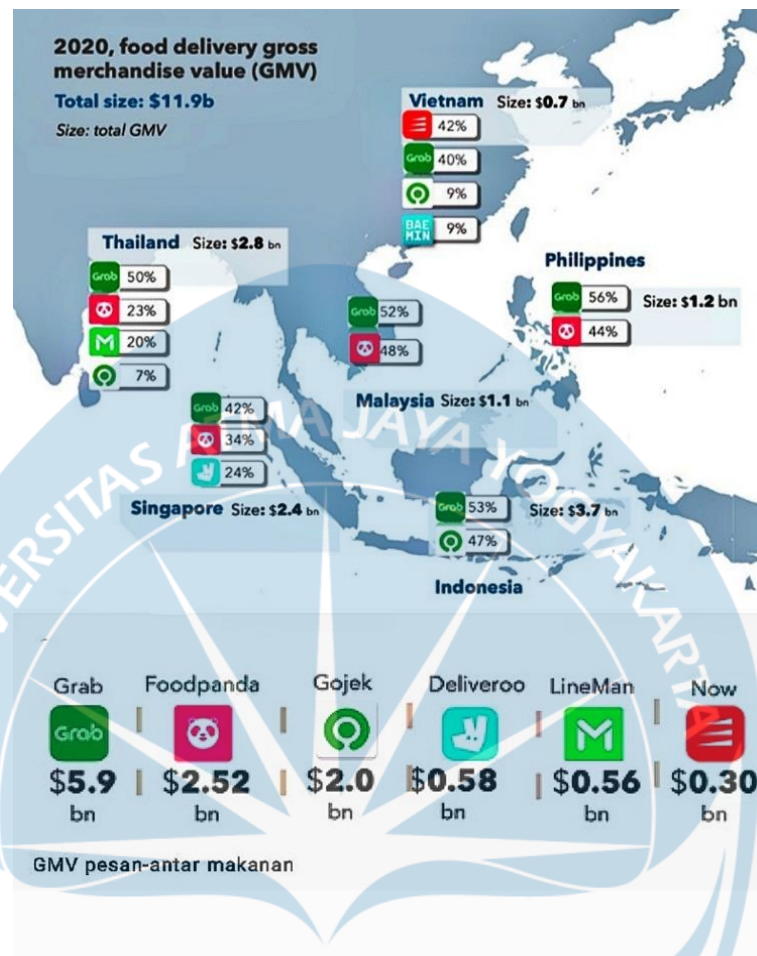 2020, food delivery gross
merchandise value (GMV)
Total size: $11.9b
Size: total GMV
Vietnam Size: $0.7 bn
42%
Grab 40%
9%
BAE MIN 9%
Thailand Size: $2.8 bn
Grab 50%
23%
20%
7%
Philippines
Grab 56% Size: $1.2 bn
44%
Grab 52%
48%
Malaysia Size: $1.1 bn
Grab 42%
34%
24%
Singapore Size: $2.4 bn
Grab 53% Size: $3.7 bn
47%
Indonesia
UNIVERSITAS ATMA JAYA YOGYAKARTA
Grab Foodpanda Gojek Deliveroo LineMan Now
Grab
$5.9 $2.52 $2.0 $0.58 $0.56 $0.30
bn bn bn bn bn bn
GMV pesan-antar makanan